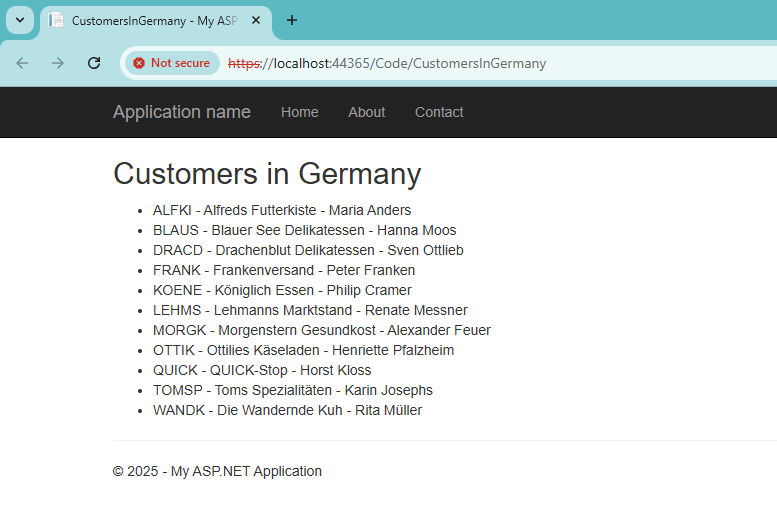 CustomersInGermany - My ASP
Not secure https://localhost:44365/Code/CustomersInGermany
Application name Home About Contact
Customers in Germany
• ALFKI - Alfreds Futterkiste - Maria Anders
• BLAUS - Blauer See Delikatessen - Hanna Moos
• DRACD - Drachenblut Delikatessen - Sven Ottlieb
• FRANK - Frankenversand - Peter Franken
• KOENE - Königlich Essen - Philip Cramer
• LEHMS - Lehmanns Marktstand - Renate Messner
• MORGK - Morgenstern Gesundkost - Alexander Feuer
• OTTIK - Ottilies Käseladen - Henriette Pfalzheim
• QUICK - QUICK-Stop - Horst Kloss
• TOMSP - Toms Spezialitäten - Karin Josephs
• WANDK - Die Wandernde Kuh - Rita Müller
© 2025 - My ASP.NET Application